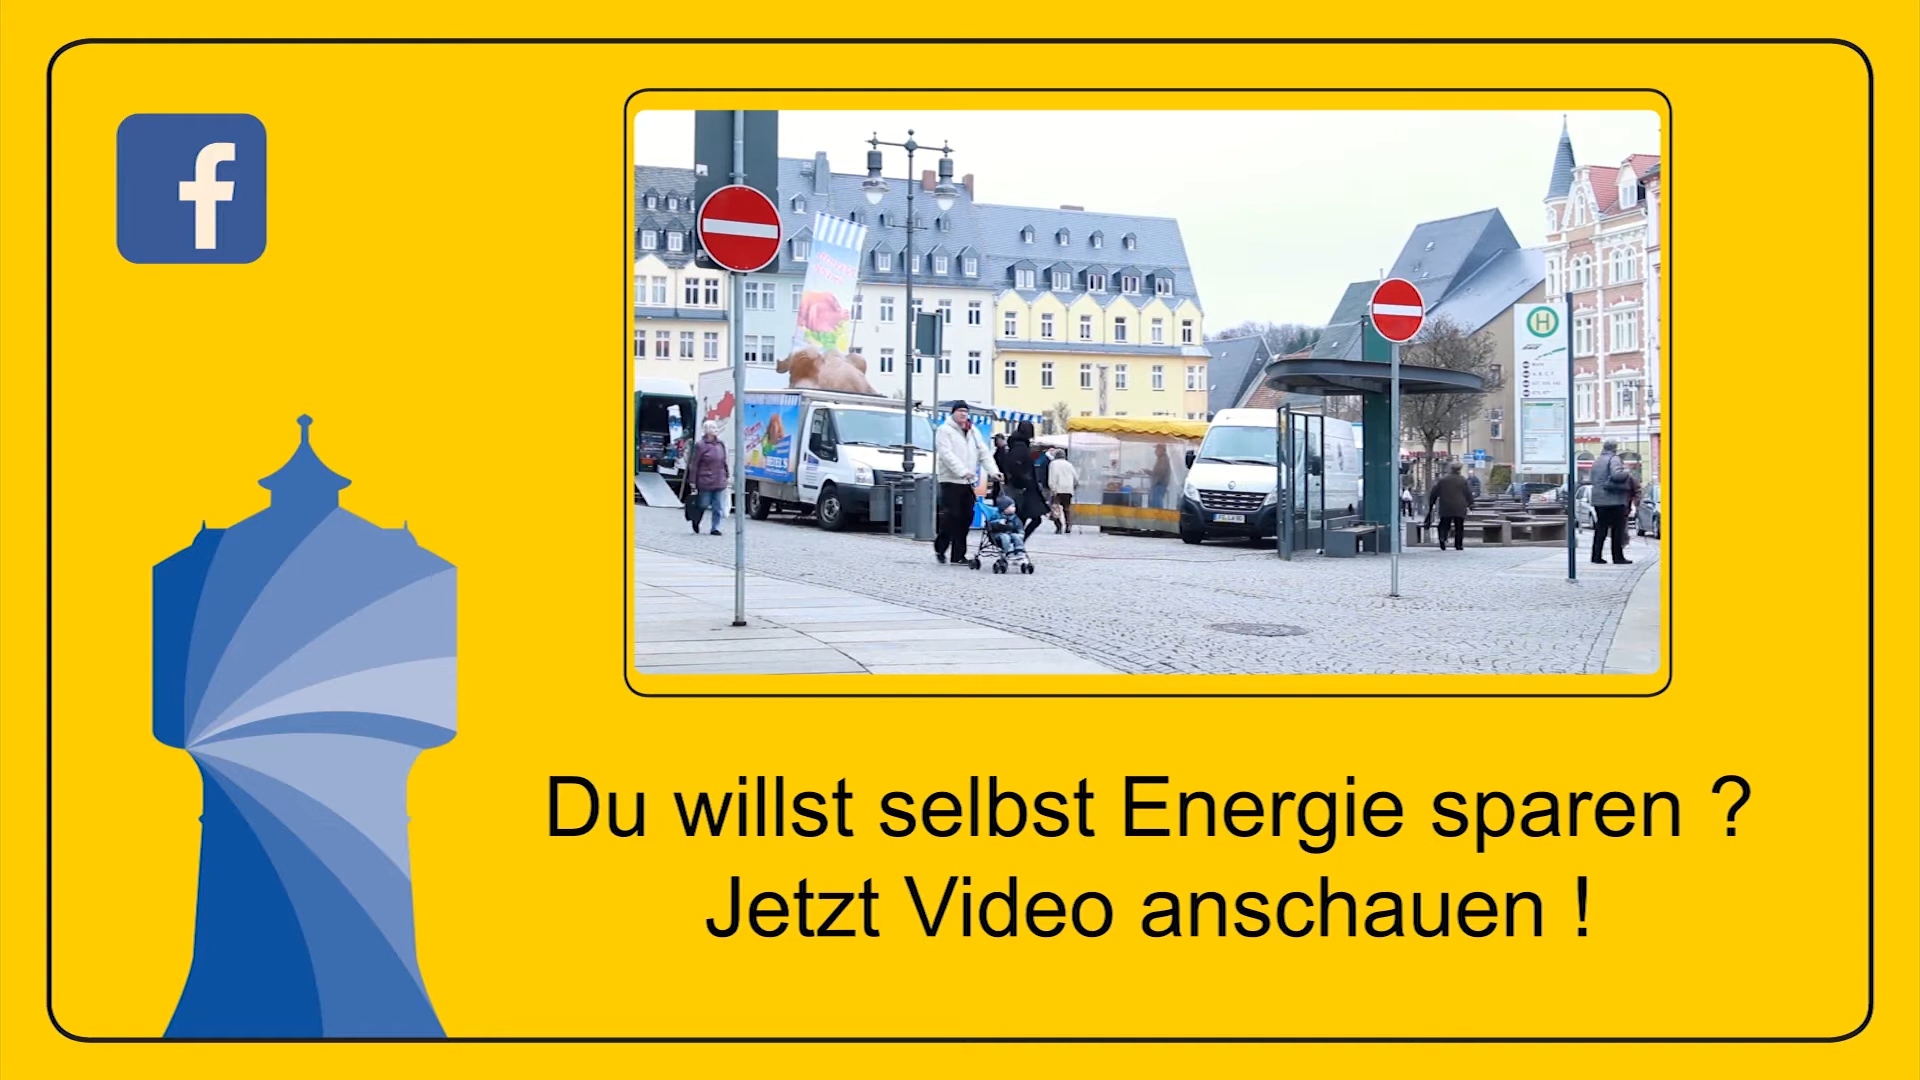 f
H
Du willst selbst Energie sparen ?
Jetzt Video anschauen !